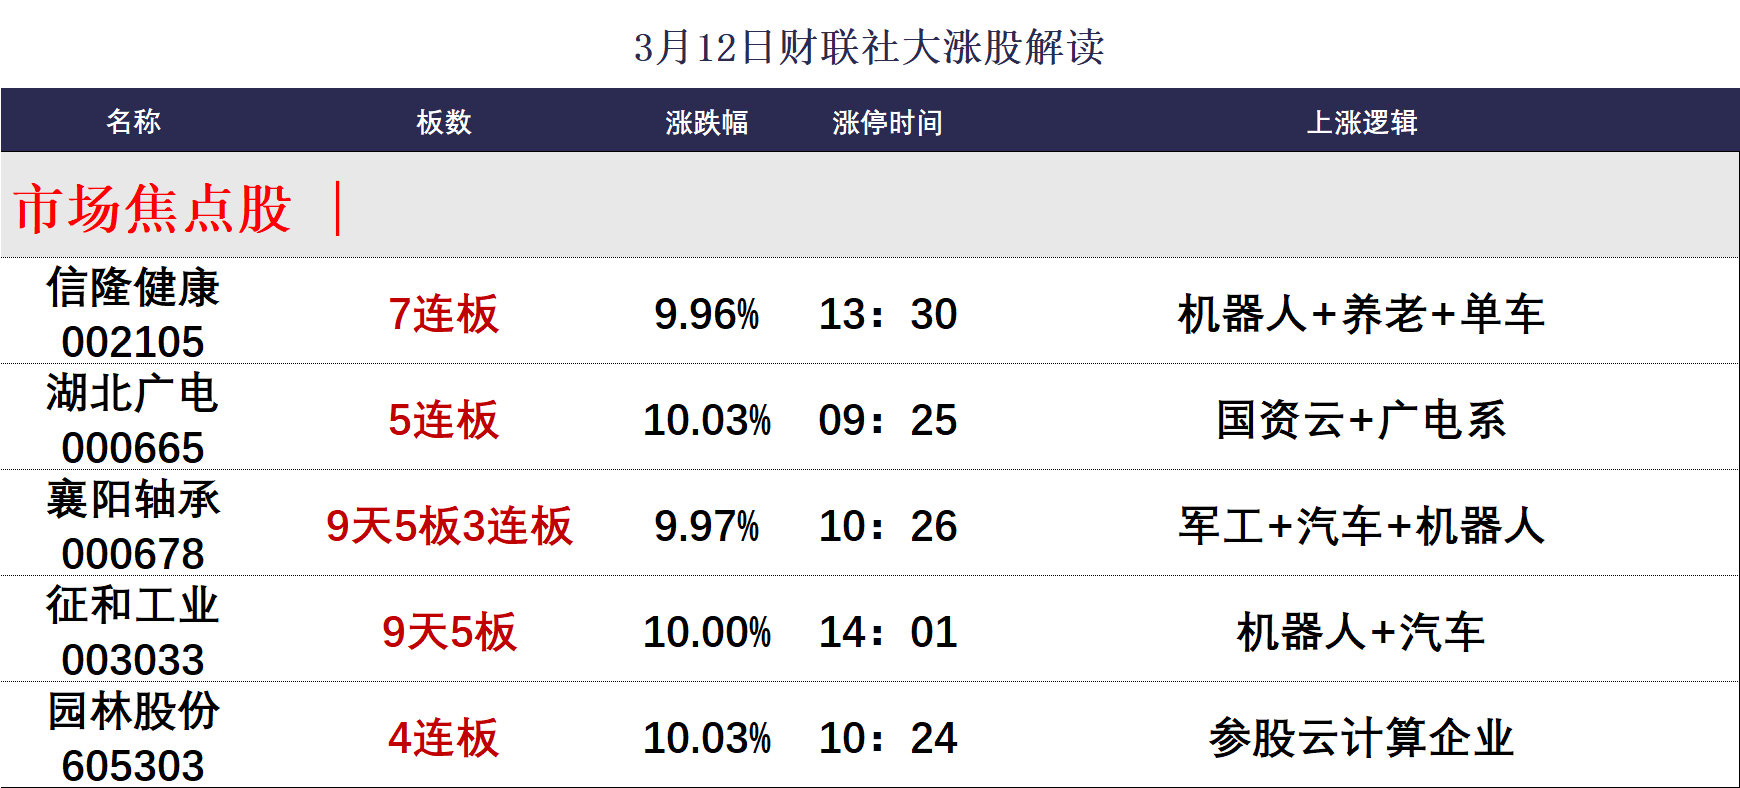 3月12日财联社大涨股解读
名称 板数 涨跌幅 涨停时间 上涨逻辑
市场焦点股 |
信隆健康
002105 7连板 9.96% 13：30 机器人+养老+单车
湖北广电
000665 5连板 10.03% 09：25 国资云+广电系
襄阳轴承
000678 9天5板3连板 9.97% 10：26 军工+汽车+机器人
征和工业
003033 9天5板 10.00% 14：01 机器人+汽车
园林股份
605303 4连板 10.03% 10：24 参股云计算企业